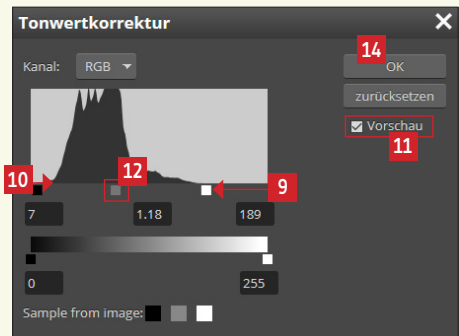 Tonwertkorrektur
14
Kanal: RGB
OK
zurücksetzen
Vorschau
11
10
12
9
7 1.18 189
0 255
Sample from image: